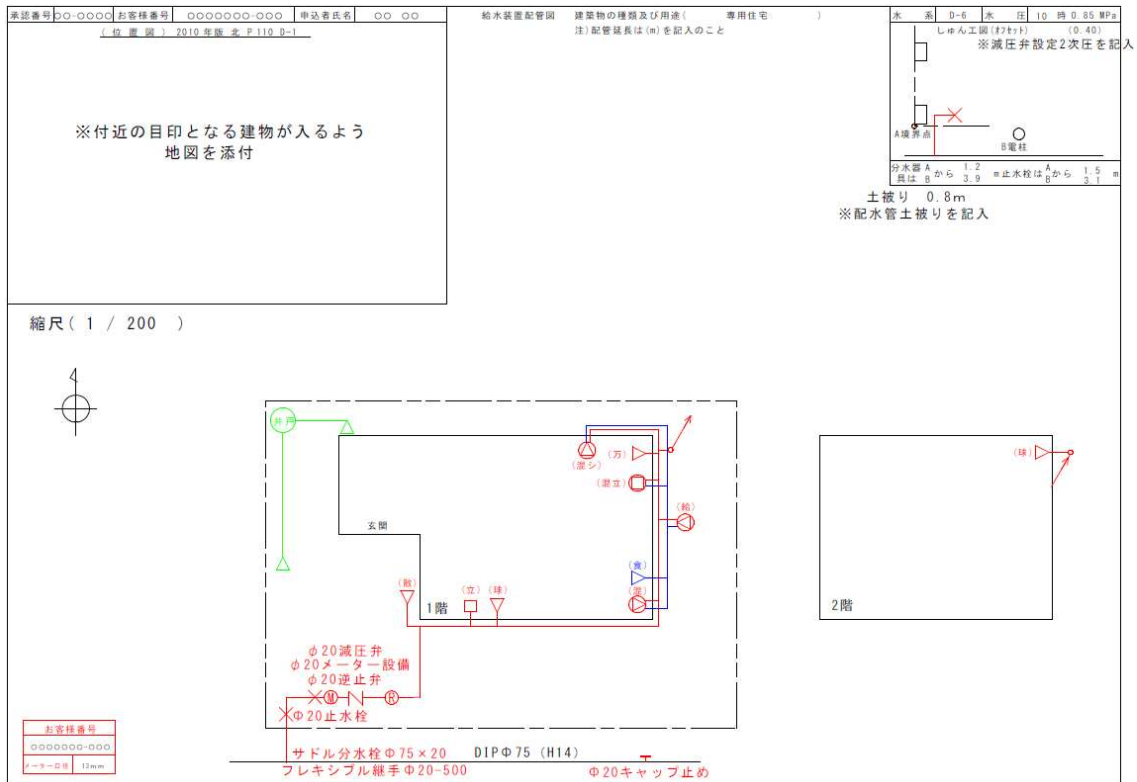 承認番号 ○○-○○○○ お客様番号 ○○○○○○○-○○○ 申込者氏名 ○○ ○○
(位置図) 2010年版 北 P110 D-1
※付近の目印となる建物が入るよう
地図を添付
給水装置配管図 建築物の種類及び用途( 専用住宅 )
注)配管延長は(m)を記入のこと
水 系 D-6 水 圧 10 時 0.85 MPa
しゅん工図(オフセット) (0.40)
※減圧弁設定2次圧を記入
A境界点
B電柱
分水器具は A B から 1.2 3.9 m止水栓は A B から 1.5 3.1 m
土被り 0.8m
※配水管土被りを記入
縮尺( 1 / 200 )
井戸
(混シ)
(万)
(混立)
(給)
玄関
(食)
(混)
(散)
(立)
(球)
1階
(球)
2階
φ20減圧弁
φ20メーター設備
φ20逆止弁
M
R
Φ20止水栓
サドル分水栓Φ75×20 DIPΦ75 (H14)
フレキシブル継手Φ20-500
Φ20キャップ止め
お客様番号
○○○○○○○-○○○
メーター口径 13mm